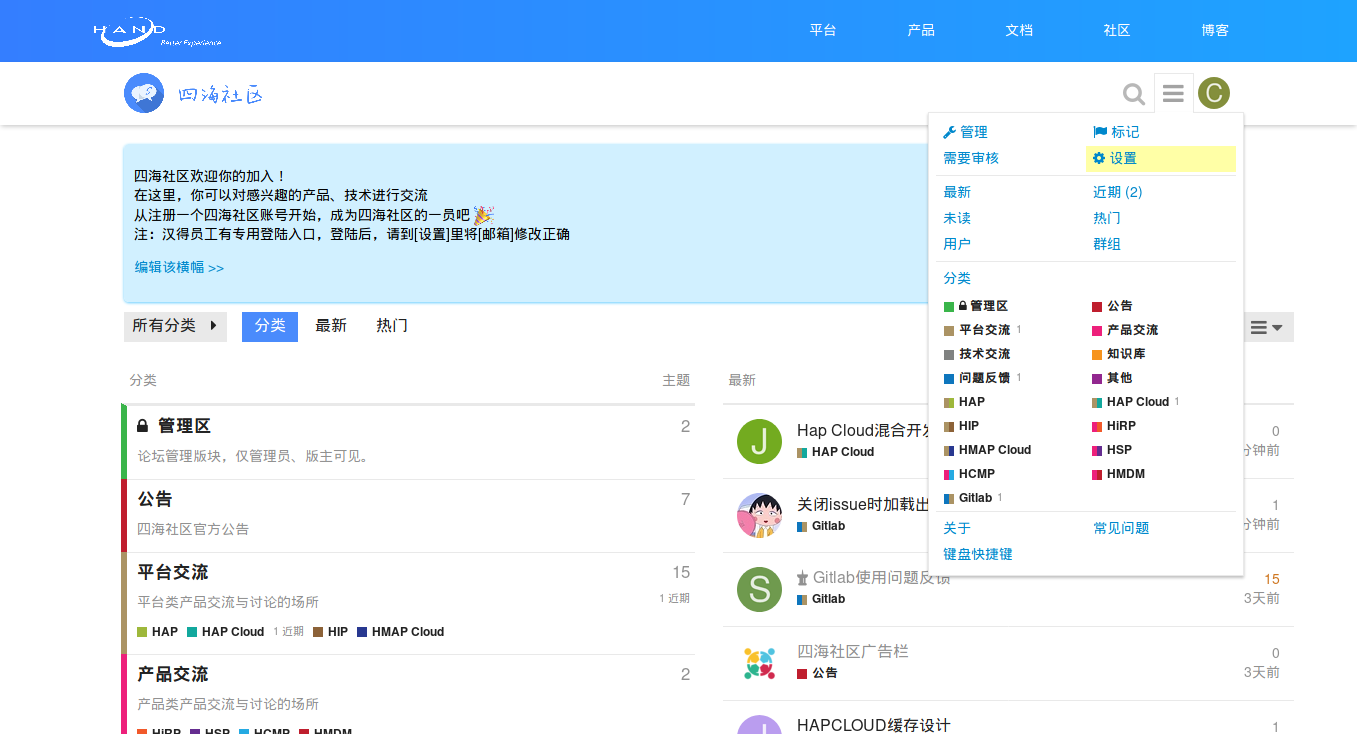 HAND
Better Experience
平台
产品
文档
社区
博客
四海社区
C
管理
标记
需要审核
设置
最新
近期 (2)
未读
热门
用户
群组
分类
管理区
公告
平台交流 1
产品交流
技术交流
知识库
问题反馈 1
其他
HAP
HAP Cloud 1
HIP
HiRP
HMAP Cloud
HSP
HCMP
HMDM
Gitlab 1
关于
常见问题
键盘快捷键
四海社区欢迎你的加入！
在这里，你可以对感兴趣的产品、技术进行交流
从注册一个四海社区账号开始，成为四海社区的一员吧
注：汉得员工有专用登陆入口，登陆后，请到[设置]里将[邮箱]修改正确
编辑该横幅 >>
所有分类
分类
最新
热门
分类
主题
管理区
2
论坛管理版块，仅管理员、版主可见。
公告
7
四海社区官方公告
平台交流
15
平台类产品交流与讨论的场所
1 近期
HAP
HAP Cloud 1 近期
HIP
HMAP Cloud
产品交流
2
产品类产品交流与讨论的场所
HiRP
HSP
HCMP
HMDM
最新
J
Hap Cloud混合开发
0
HAP Cloud
分钟前
关闭issue时加载出
1
Gitlab
分钟前
S
Gitlab使用问题反馈
15
Gitlab
3天前
四海社区广告栏
0
公告
3天前
J
HAPCLOUD缓存设计
1